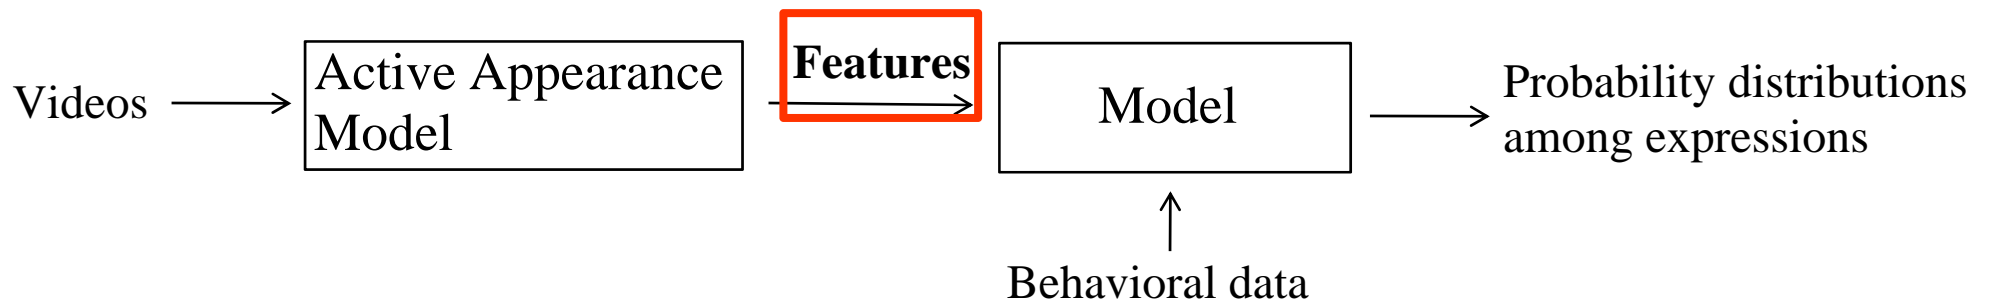 Videos
Active Appearance
Model
Features
Model
Probability distributions
among expressions
Behavioral data